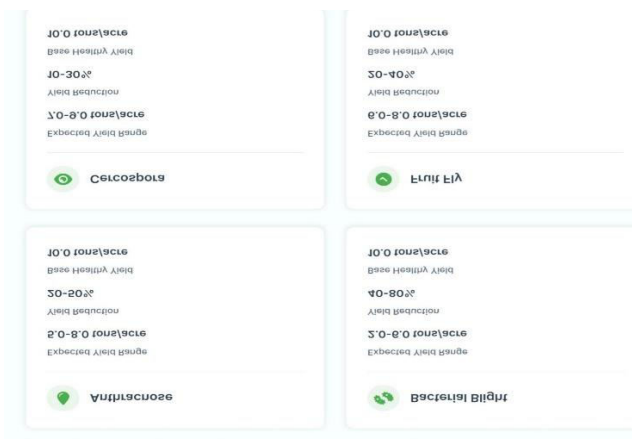 Anthracnose
Expected Yield Range
5.0-8.0 tons/acre
Yield Reduction
20-50%
Base Healthy Yield
10.0 tons/acre
Bacterial Blight
Expected Yield Range
2.0-6.0 tons/acre
Yield Reduction
40-80%
Base Healthy Yield
10.0 tons/acre
Cercospora
Expected Yield Range
7.0-9.0 tons/acre
Yield Reduction
10-30%
Base Healthy Yield
10.0 tons/acre
Fruit Fly
Expected Yield Range
6.0-8.0 tons/acre
Yield Reduction
20-40%
Base Healthy Yield
10.0 tons/acre